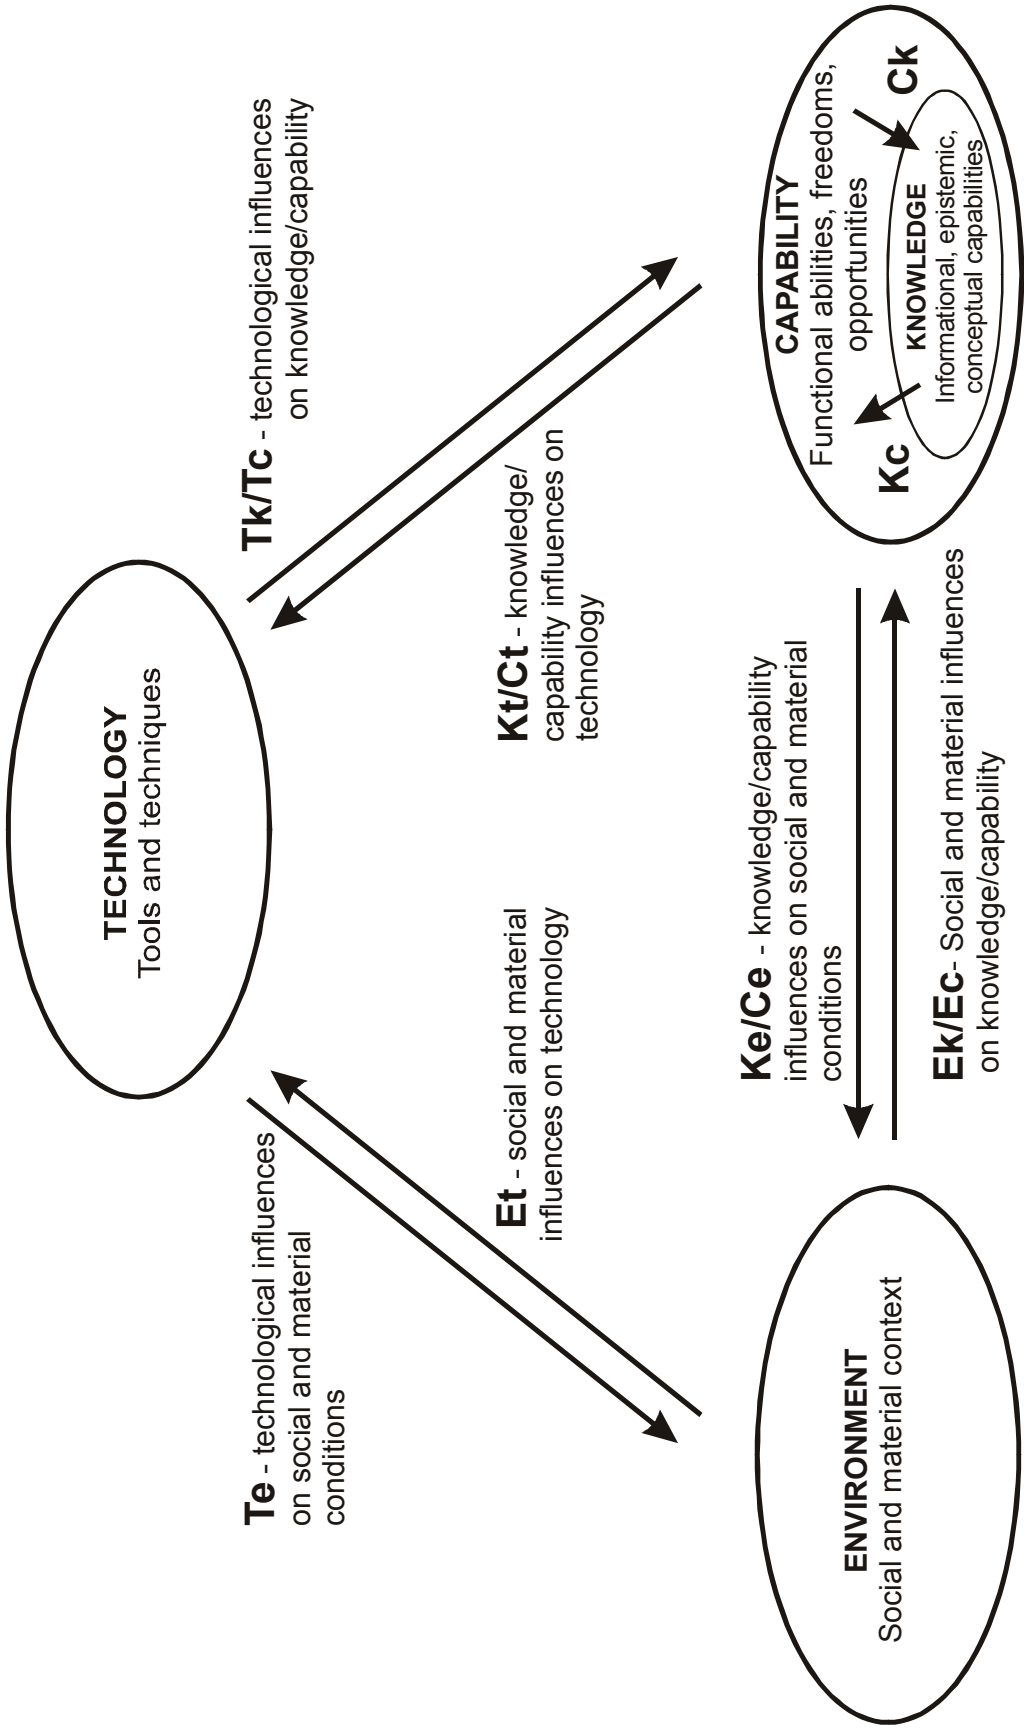 TECHNOLOGY
Tools and techniques
Te - technological influences
on social and material
conditions
Tk/Tc - technological influences
on knowledge/capability
Et - social and material
influences on technology
Kt/Ct - knowledge/
capability influences on
technology
Ke/Ce - knowledge/capability
influences on social and material
conditions
Ek/Ec- Social and material influences
on knowledge/capability
ENVIRONMENT
Social and material context
CAPABILITY
Functional abilities, freedoms,
opportunities
Kc
Ck
KNOWLEDGE
Informational, epistemic,
conceptual capabilities